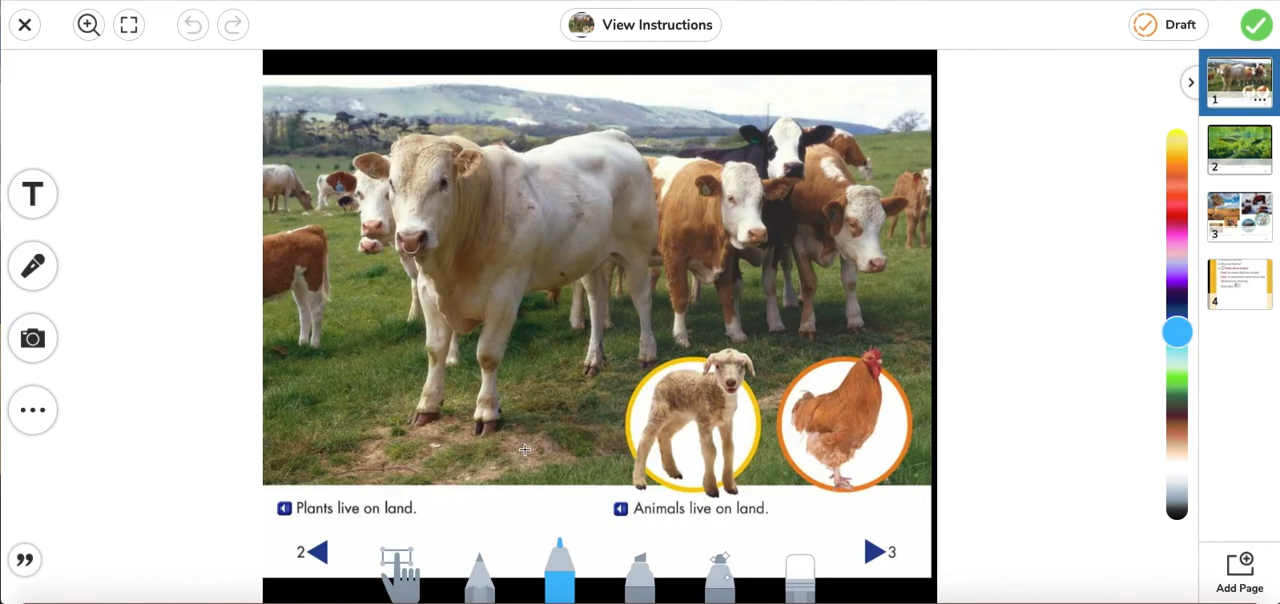 View Instructions
Draft
T
1
2
3
4
Plants live on land.
Animals live on land.
2
3
Add Page